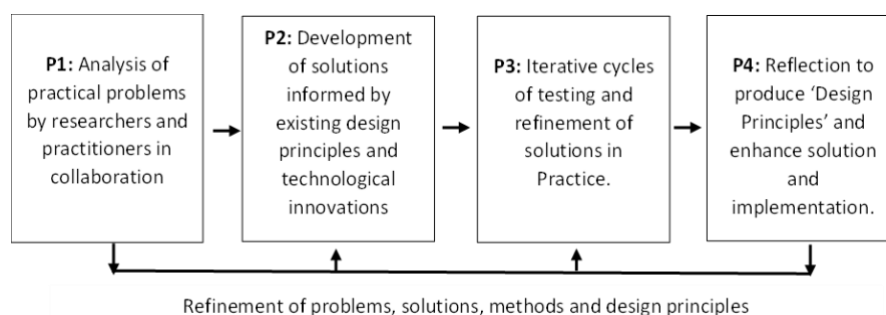 P1: Analysis of
practical problems
by researchers and
practitioners in
collaboration
P2: Development
of solutions
informed by
existing design
principles and
technological
innovations
P3: Iterative cycles
of testing and
refinement of
solutions in
Practice.
P4: Reflection to
produce ‘Design
Principles’ and
enhance solution
and
implementation.
Refinement of problems, solutions, methods and design principles